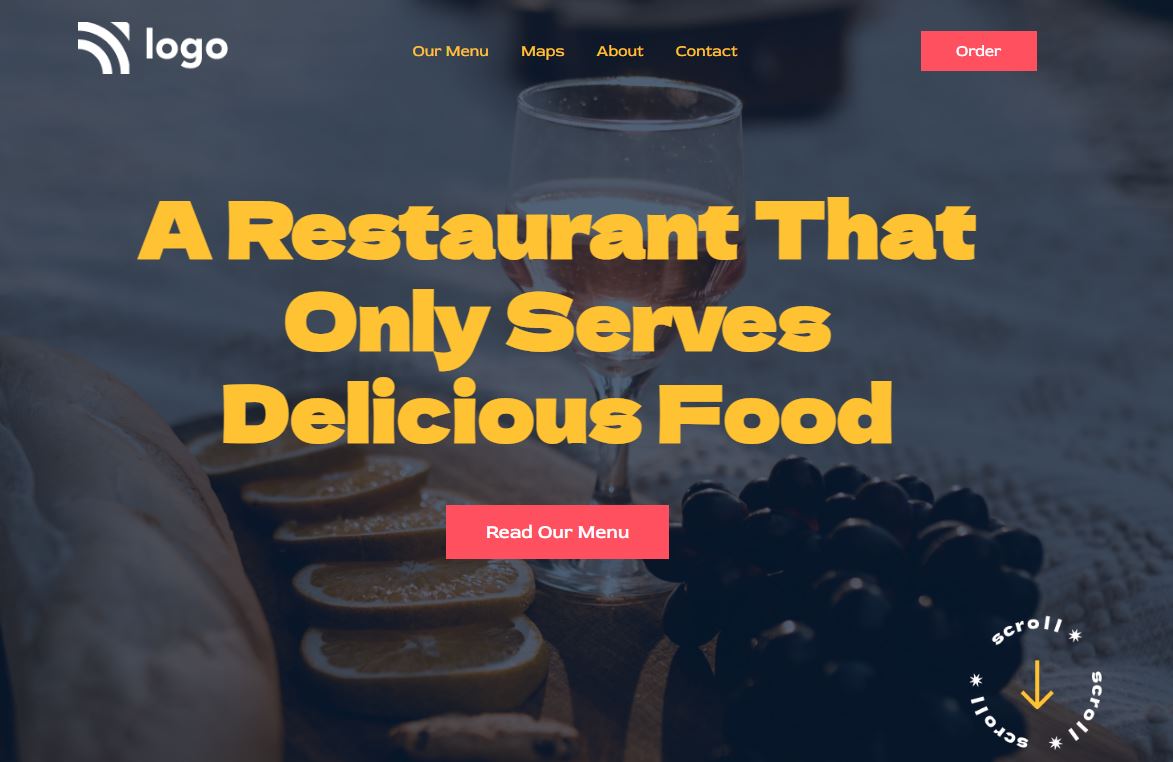 logo
Our Menu
Maps
About
Contact
Order
A Restaurant That
Only Serves
Delicious Food
Read Our Menu
scroll
scroll
scroll